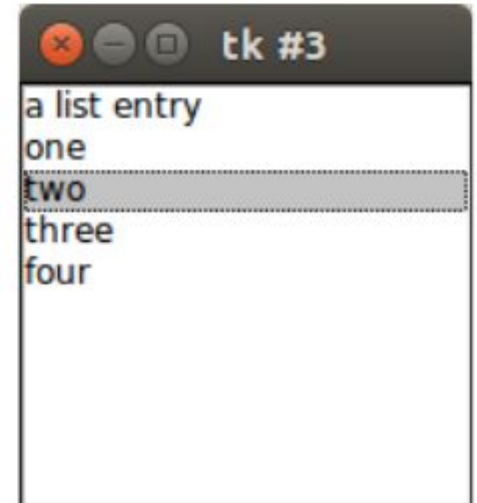 tk #3
a list entry
one
two
three
four